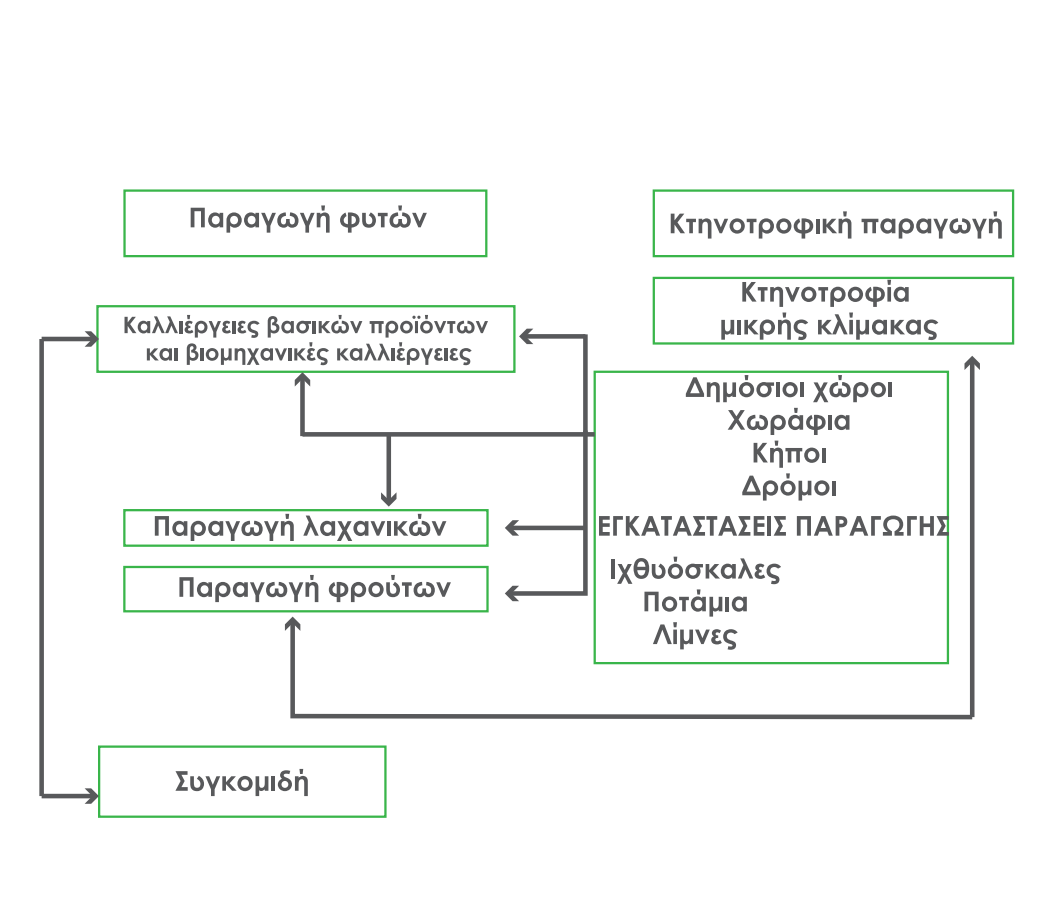 Παραγωγή φυτών
Κτηνοτροφική παραγωγή
Κτηνοτροφία
μικρής κλίμακας
Καλλιέργειες βασικών προϊόντων
και βιομηχανικές καλλιέργειες
Δημόσιοι χώροι
Χωράφια
Κήποι
Δρόμοι
ΕΓΚΑΤΑΣΤΑΣΕΙΣ ΠΑΡΑΓΩΓΗΣ
Ιχθυόσκαλες
Ποτάμια
Λίμνες
Παραγωγή λαχανικών
Παραγωγή φρούτων
Συγκομιδή